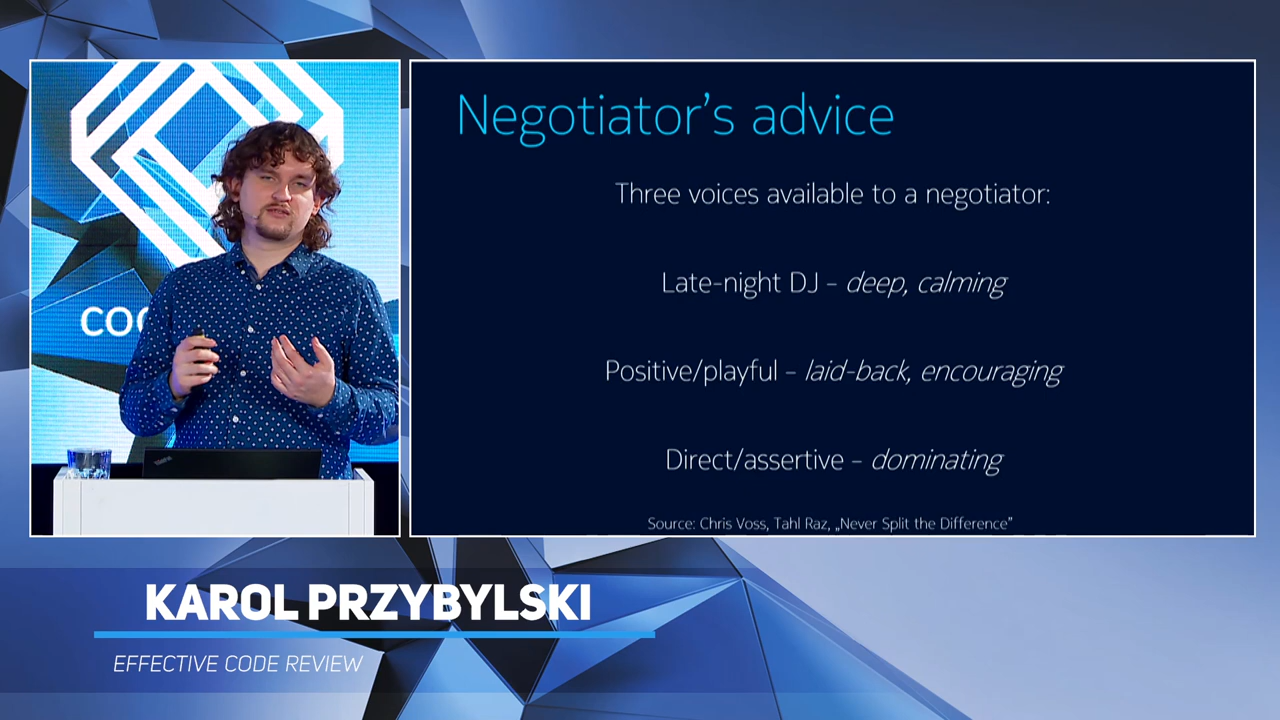 Negotiator's advice
Three voices available to a negotiator:
Late-night DJ – deep, calming
Positive/playful – laid-back, encouraging
Direct/assertive – dominating
Source: Chris Voss, Tahl Raz, „Never Split the Difference”
KAROL PRZYBYLSKI
EFFECTIVE CODE REVIEW